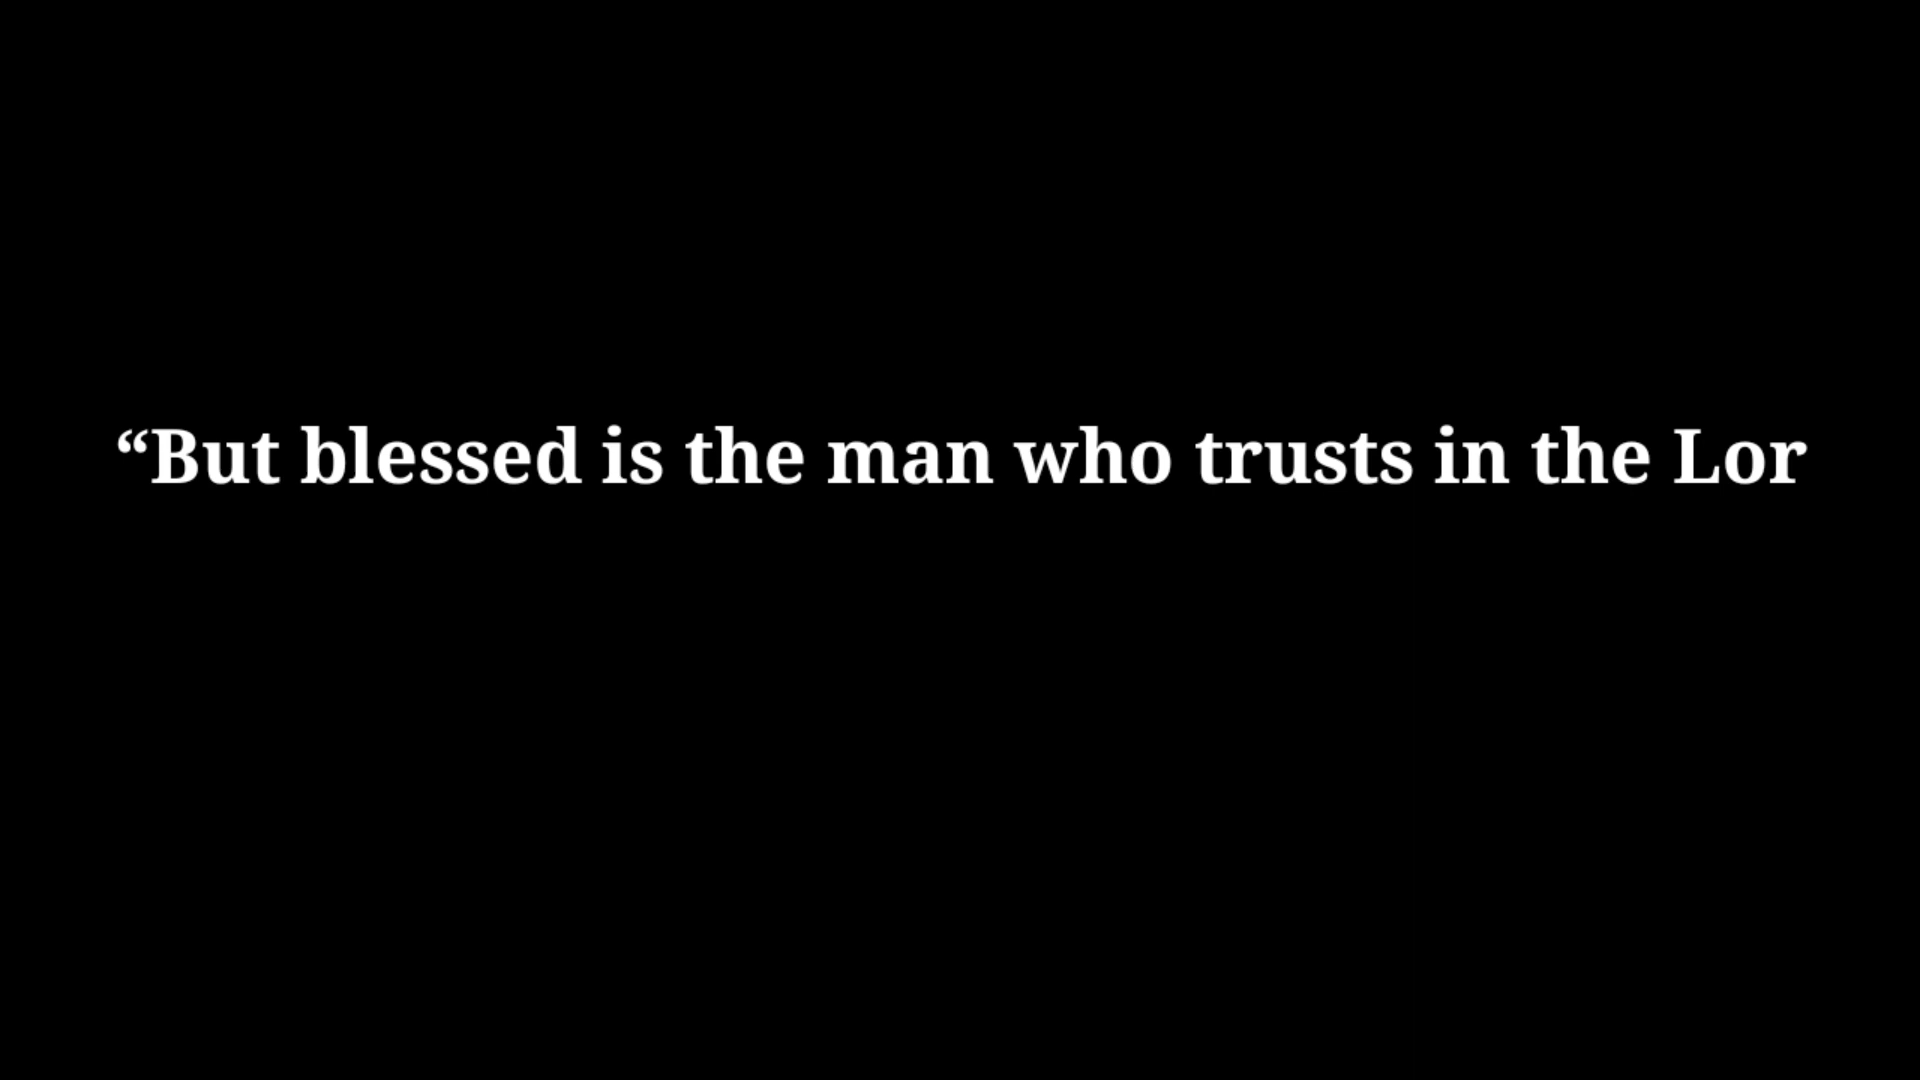 “But blessed is the man who trusts in the Lor